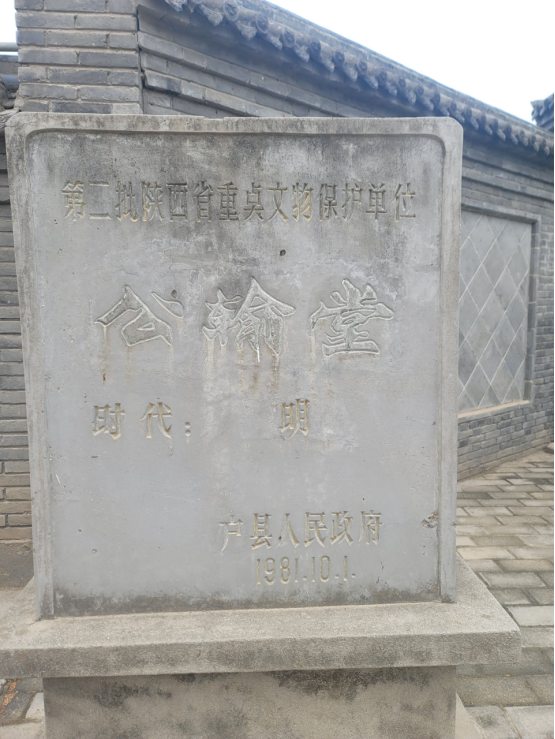 第二批陕西省重点文物保护单位
公输堂
时代：明
户县人民政府
1981.10.1.